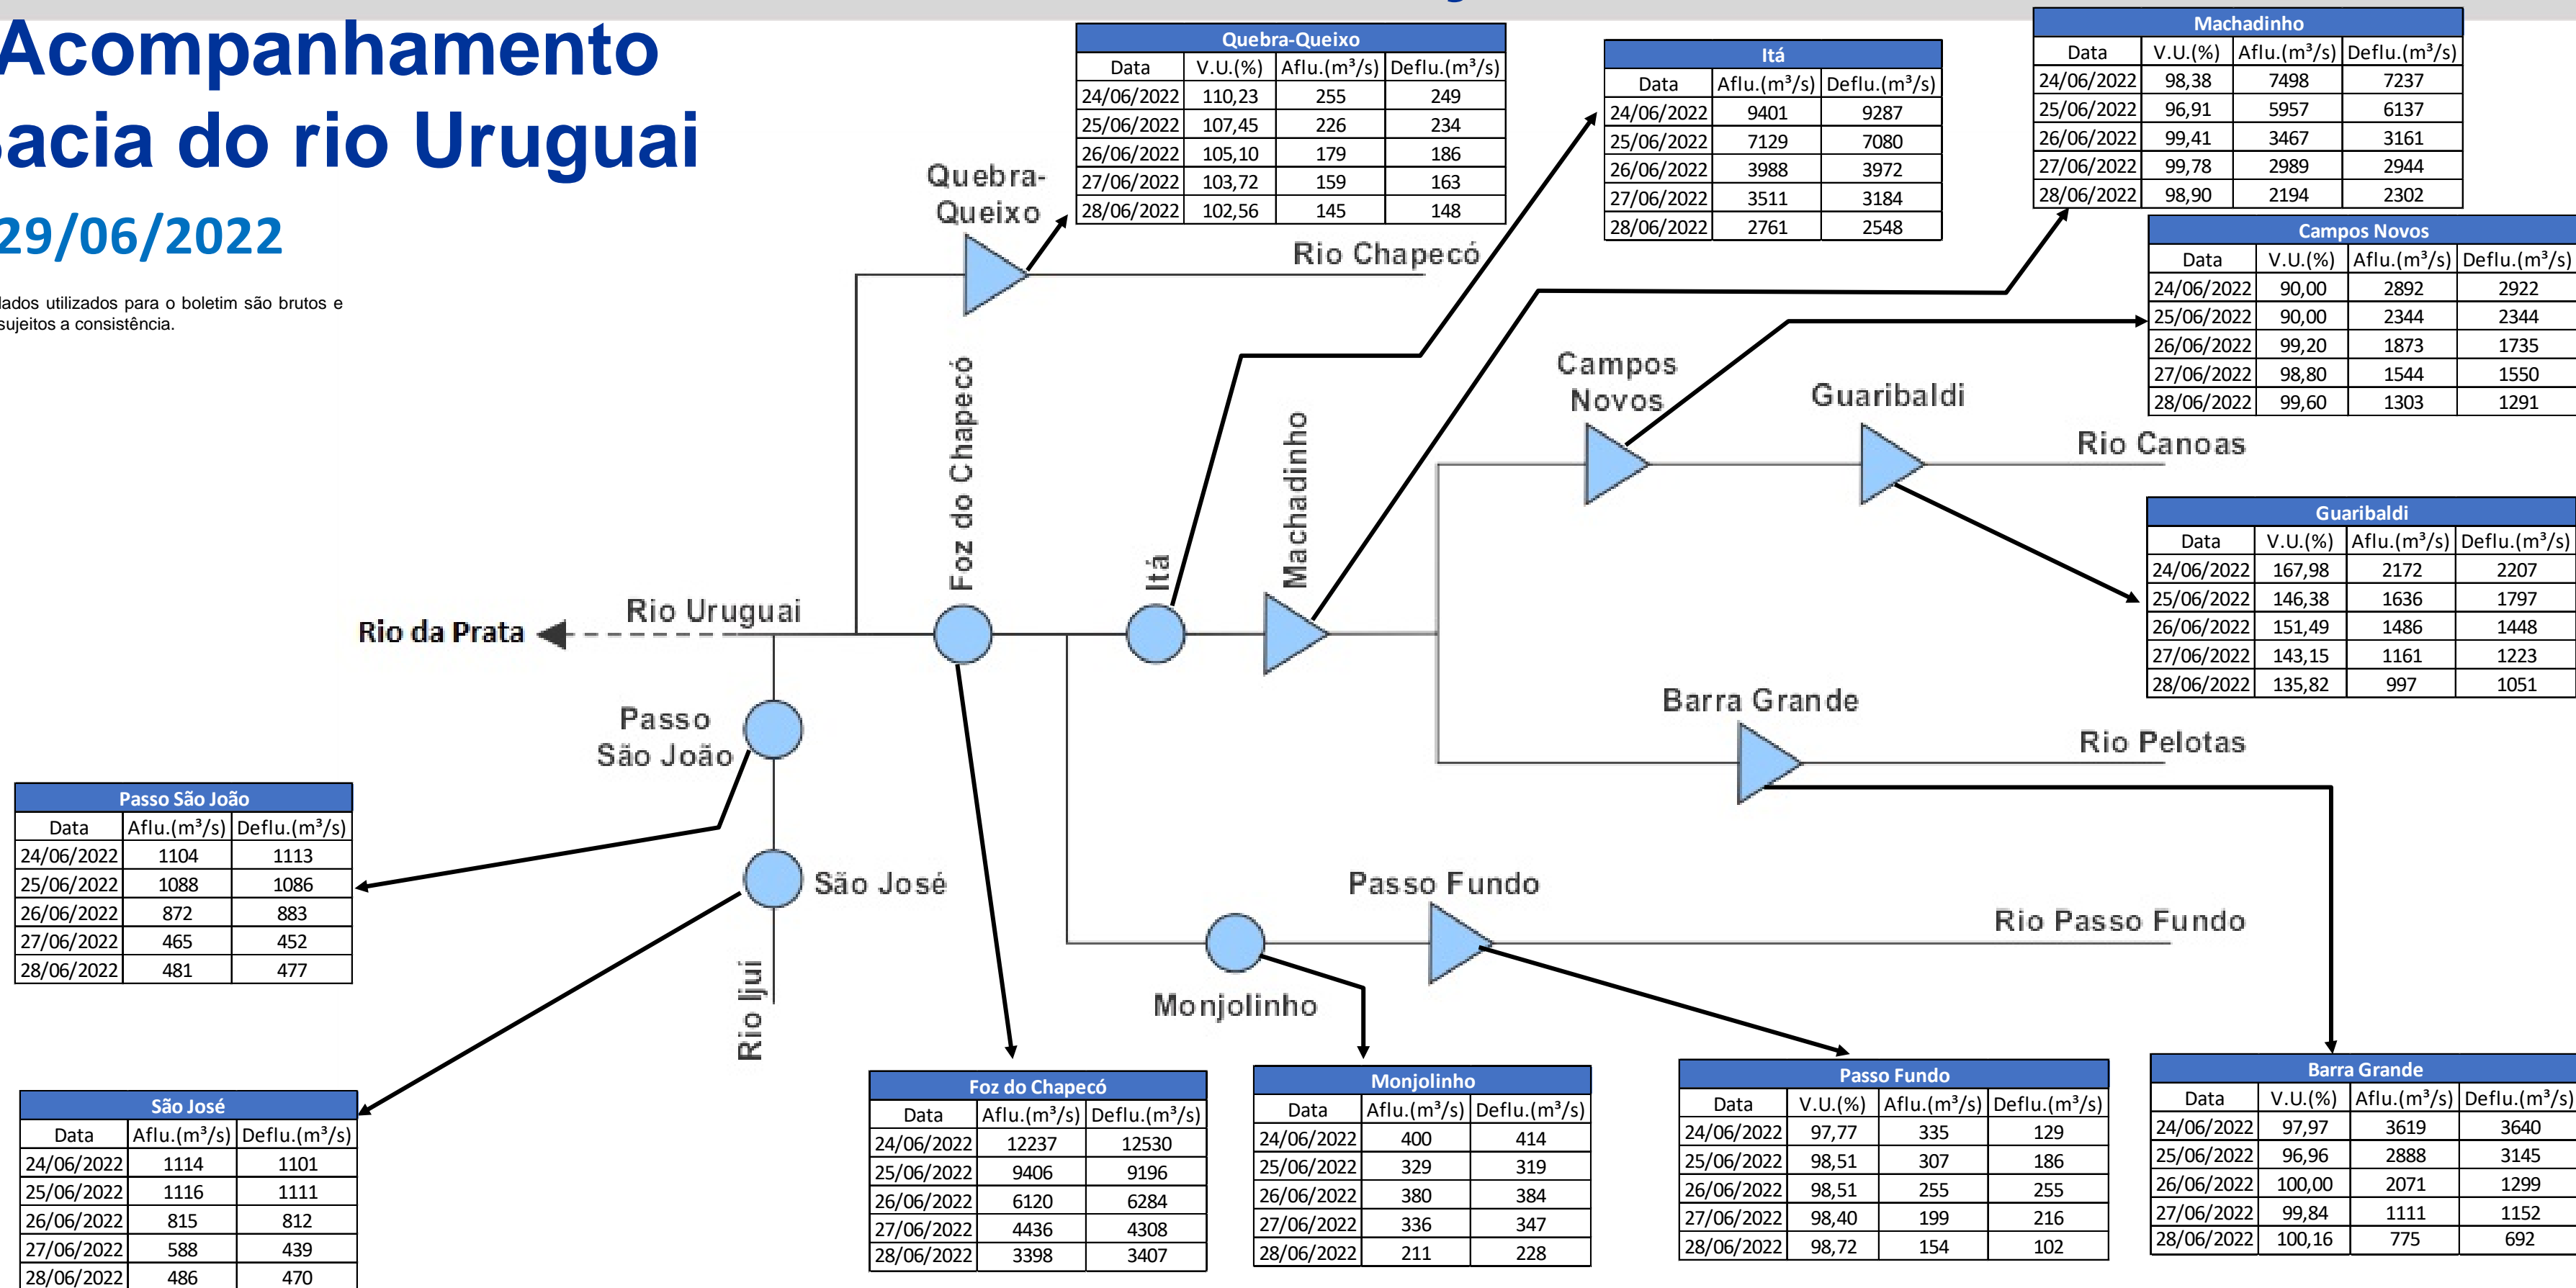 Acompanhamento
acia do rio Uruguai
29/06/2022
lados utilizados para o boletim são brutos e
sujeitos a consistência.
Quebra-Queixo
Data V.U.(%) Aflu.(m³/s) Deflu.(m³/s)
24/06/2022 110,23 255 249
25/06/2022 107,45 226 234
26/06/2022 105,10 179 186
27/06/2022 103,72 159 163
28/06/2022 102,56 145 148
Itá
Data Aflu.(m³/s) Deflu.(m³/s)
24/06/2022 9401 9287
25/06/2022 7129 7080
26/06/2022 3988 3972
27/06/2022 3511 3184
28/06/2022 2761 2548
Machadinho
Data V.U.(%) Aflu.(m³/s) Deflu.(m³/s)
24/06/2022 98,38 7498 7237
25/06/2022 96,91 5957 6137
26/06/2022 99,41 3467 3161
27/06/2022 99,78 2989 2944
28/06/2022 98,90 2194 2302
Campos Novos
Data V.U.(%) Aflu.(m³/s) Deflu.(m³/s)
24/06/2022 90,00 2892 2922
25/06/2022 90,00 2344 2344
26/06/2022 99,20 1873 1735
27/06/2022 98,80 1544 1550
28/06/2022 99,60 1303 1291
Quebra-
Queixo
Rio Chapecó
Foz do Chapecó
Itá
Machadinho
Campos
Novos
Guaribaldi
Rio Canoas
Guaribaldi
Data V.U.(%) Aflu.(m³/s) Deflu.(m³/s)
24/06/2022 167,98 2172 2207
25/06/2022 146,38 1636 1797
26/06/2022 151,49 1486 1448
27/06/2022 143,15 1161 1223
28/06/2022 135,82 997 1051
Rio da Prata
Rio Uruguai
Barra Grande
Rio Pelotas
Passo
São João
São José
Rio Ijuí
Passo Fundo
Rio Passo Fundo
Monjolinho
Passo São João
Data Aflu.(m³/s) Deflu.(m³/s)
24/06/2022 1104 1113
25/06/2022 1088 1086
26/06/2022 872 883
27/06/2022 465 452
28/06/2022 481 477
São José
Data Aflu.(m³/s) Deflu.(m³/s)
24/06/2022 1114 1101
25/06/2022 1116 1111
26/06/2022 815 812
27/06/2022 588 439
28/06/2022 486 470
Foz do Chapecó
Data Aflu.(m³/s) Deflu.(m³/s)
24/06/2022 12237 12530
25/06/2022 9406 9196
26/06/2022 6120 6284
27/06/2022 4436 4308
28/06/2022 3398 3407
Monjolinho
Data Aflu.(m³/s) Deflu.(m³/s)
24/06/2022 400 414
25/06/2022 329 319
26/06/2022 380 384
27/06/2022 336 347
28/06/2022 211 228
Passo Fundo
Data V.U.(%) Aflu.(m³/s) Deflu.(m³/s)
24/06/2022 97,77 335 129
25/06/2022 98,51 307 186
26/06/2022 98,51 255 255
27/06/2022 98,40 199 216
28/06/2022 98,72 154 102
Barra Grande
Data V.U.(%) Aflu.(m³/s) Deflu.(m³/s)
24/06/2022 97,97 3619 3640
25/06/2022 96,96 2888 3145
26/06/2022 100,00 2071 1299
27/06/2022 99,84 1111 1152
28/06/2022 100,16 775 692